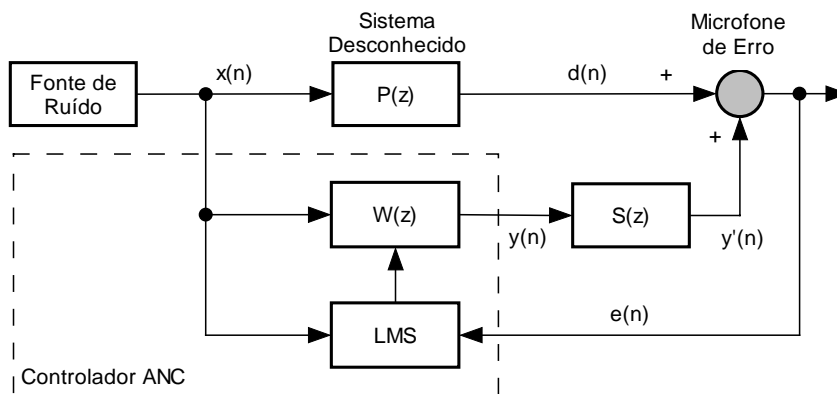 Sistema
Desconhecido
Microfone
de Erro
Fonte de
Ruído
x(n)
P(z)
d(n)
+
+
W(z)
y(n)
S(z)
y'(n)
LMS
e(n)
Controlador ANC